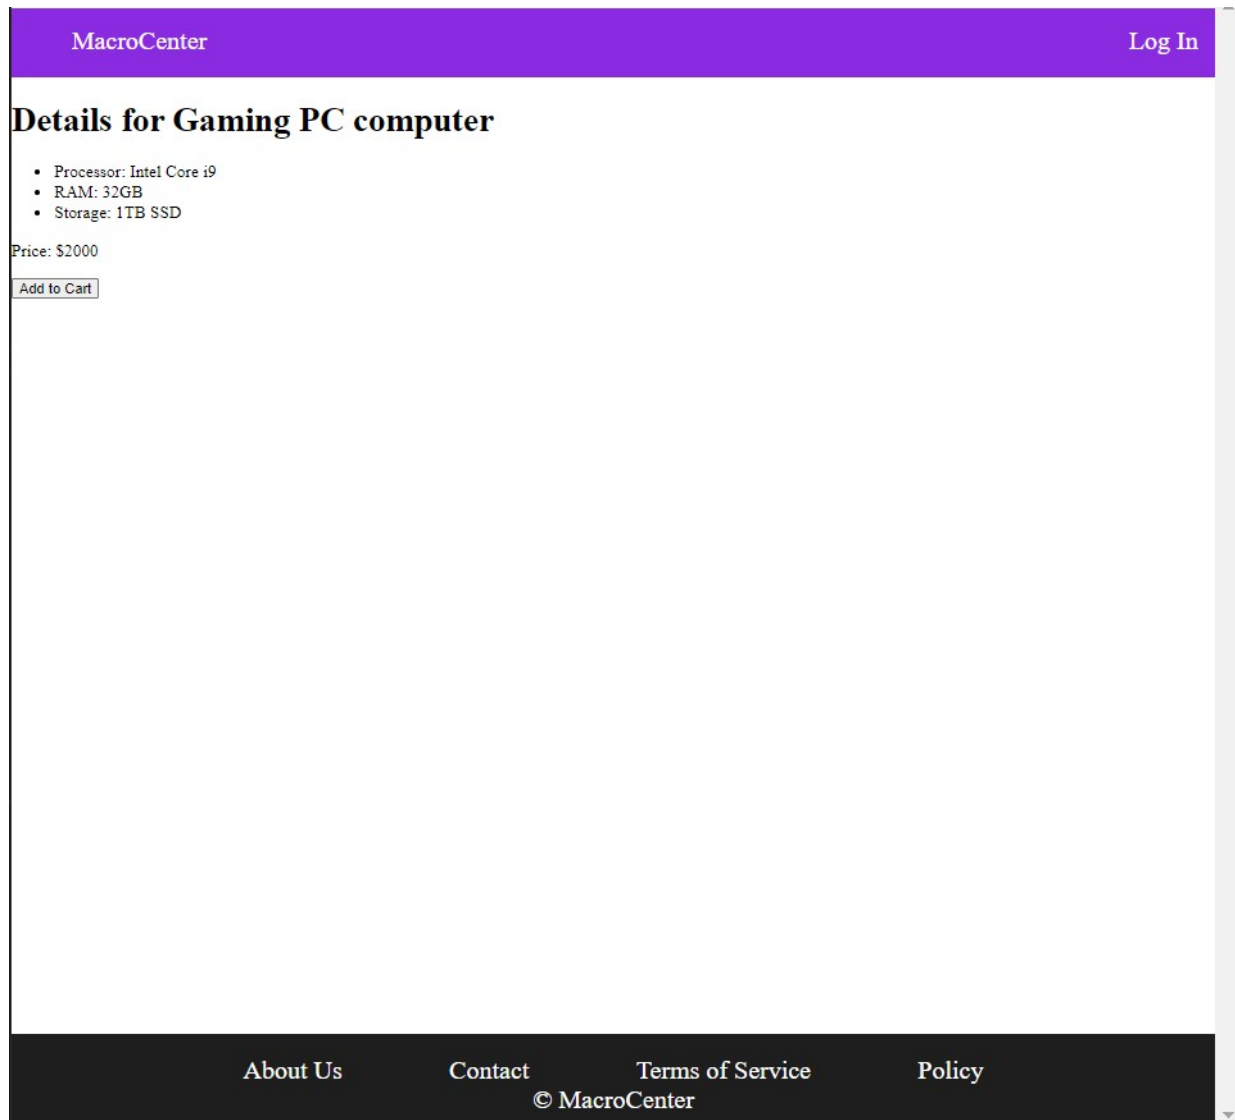 MacroCenter Log In
Details for Gaming PC computer
Processor: Intel Core i9
RAM: 32GB
Storage: 1TB SSD
Price: $2000
Add to Cart
About Us Contact Terms of Service Policy
© MacroCenter